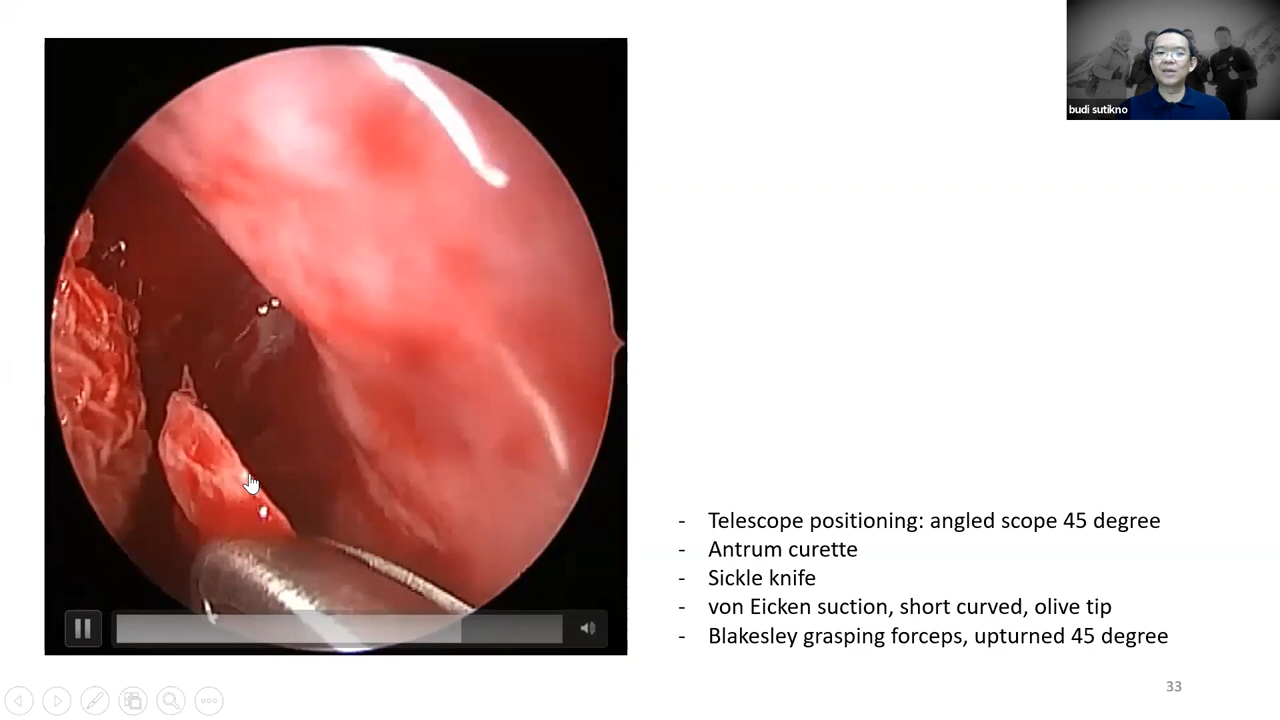 budi sutikno
- Telescope positioning: angled scope 45 degree
- Antrum curette
- Sickle knife
- von Eicken suction, short curved, olive tip
- Blakesley grasping forceps, upturned 45 degree
33